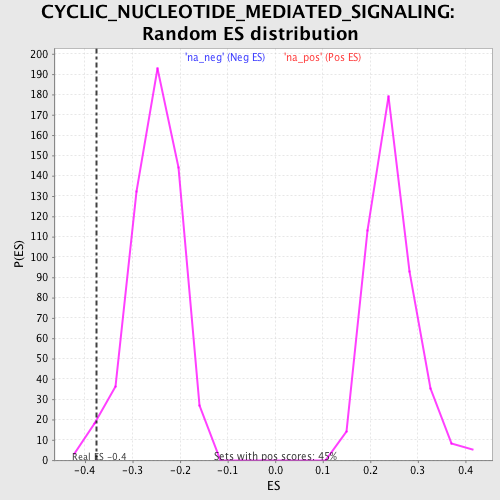 CYCLIC_NUCLEOTIDE_MEDIATED_SIGNALING:
Random ES distribution
'na_neg' (Neg ES) 'na_pos' (Pos ES)
200
190
180
170
160
150
140
130
120
110
100
90
80
70
60
50
40
30
20
10
0
P(ES)
Real ES -0.4
Sets with pos scores: 45%
-0.4 -0.3 -0.2 -0.1 0.0 0.1 0.2 0.3 0.4
ES